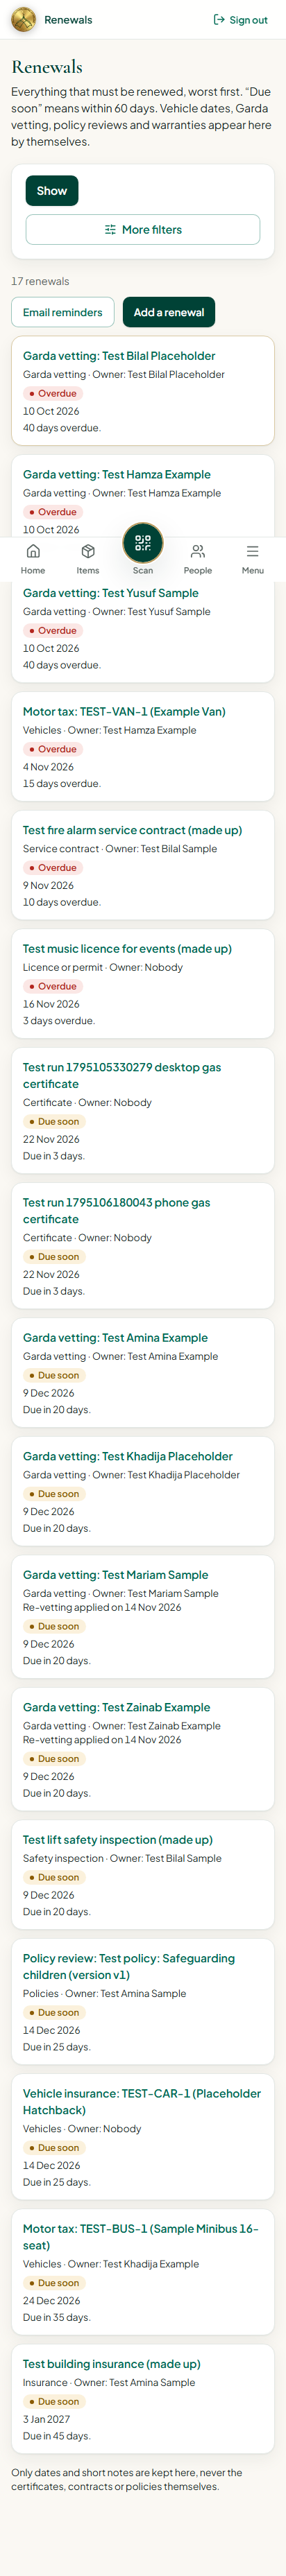 Renewals
Sign out
Renewals
Everything that must be renewed, worst first. “Due
soon” means within 60 days. Vehicle dates, Garda
vetting, policy reviews and warranties appear here
by themselves.
Show
More filters
17 renewals
Email reminders
Add a renewal
Garda vetting: Test Bilal Placeholder
Garda vetting · Owner: Test Bilal Placeholder
Overdue
10 Oct 2026
40 days overdue.
Garda vetting: Test Hamza Example
Garda vetting · Owner: Test Hamza Example
Overdue
10 Oct 2026
Home
Items
Scan
People
Menu
Garda vetting: Test Yusuf Sample
Garda vetting · Owner: Test Yusuf Sample
Overdue
10 Oct 2026
40 days overdue.
Motor tax: TEST-VAN-1 (Example Van)
Vehicles · Owner: Test Hamza Example
Overdue
4 Nov 2026
15 days overdue.
Test fire alarm service contract (made up)
Service contract · Owner: Test Bilal Sample
Overdue
9 Nov 2026
10 days overdue.
Test music licence for events (made up)
Licence or permit · Owner: Nobody
Overdue
16 Nov 2026
3 days overdue.
Test run 1795105330279 desktop gas
certificate
Certificate · Owner: Nobody
Due soon
22 Nov 2026
Due in 3 days.
Test run 1795106180043 phone gas
certificate
Certificate · Owner: Nobody
Due soon
22 Nov 2026
Due in 3 days.
Garda vetting: Test Amina Example
Garda vetting · Owner: Test Amina Example
Due soon
9 Dec 2026
Due in 20 days.
Garda vetting: Test Khadija Placeholder
Garda vetting · Owner: Test Khadija Placeholder
Due soon
9 Dec 2026
Due in 20 days.
Garda vetting: Test Mariam Sample
Garda vetting · Owner: Test Mariam Sample
Re-vetting applied on 14 Nov 2026
Due soon
9 Dec 2026
Due in 20 days.
Garda vetting: Test Zainab Example
Garda vetting · Owner: Test Zainab Example
Re-vetting applied on 14 Nov 2026
Due soon
9 Dec 2026
Due in 20 days.
Test lift safety inspection (made up)
Safety inspection · Owner: Test Bilal Sample
Due soon
9 Dec 2026
Due in 20 days.
Policy review: Test policy: Safeguarding
children (version v1)
Policies · Owner: Test Amina Sample
Due soon
14 Dec 2026
Due in 25 days.
Vehicle insurance: TEST-CAR-1 (Placeholder
Hatchback)
Vehicles · Owner: Nobody
Due soon
14 Dec 2026
Due in 25 days.
Motor tax: TEST-BUS-1 (Sample Minibus 16-
seat)
Vehicles · Owner: Test Khadija Example
Due soon
24 Dec 2026
Due in 35 days.
Test building insurance (made up)
Insurance · Owner: Test Amina Sample
Due soon
3 Jan 2027
Due in 45 days.
Only dates and short notes are kept here, never the
certificates, contracts or policies themselves.